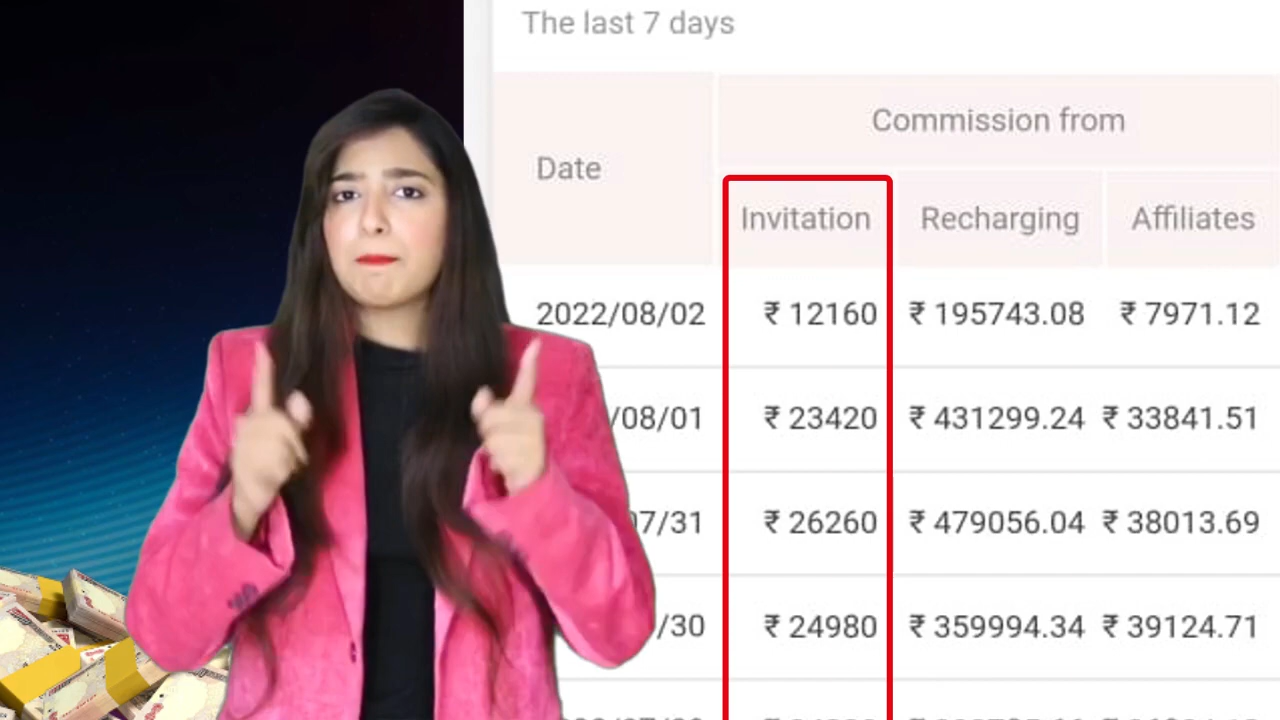 The last 7 days
Commission from
Date
Invitation Recharging Affiliates
2022/08/02 ₹ 12160 ₹ 195743.08 ₹ 7971.12
/08/01 ₹ 23420 ₹ 431299.24 ₹ 33841.51
07/31 ₹ 26260 ₹ 479056.04 ₹ 38013.69
/30 ₹ 24980 ₹ 359994.34 ₹ 39124.71